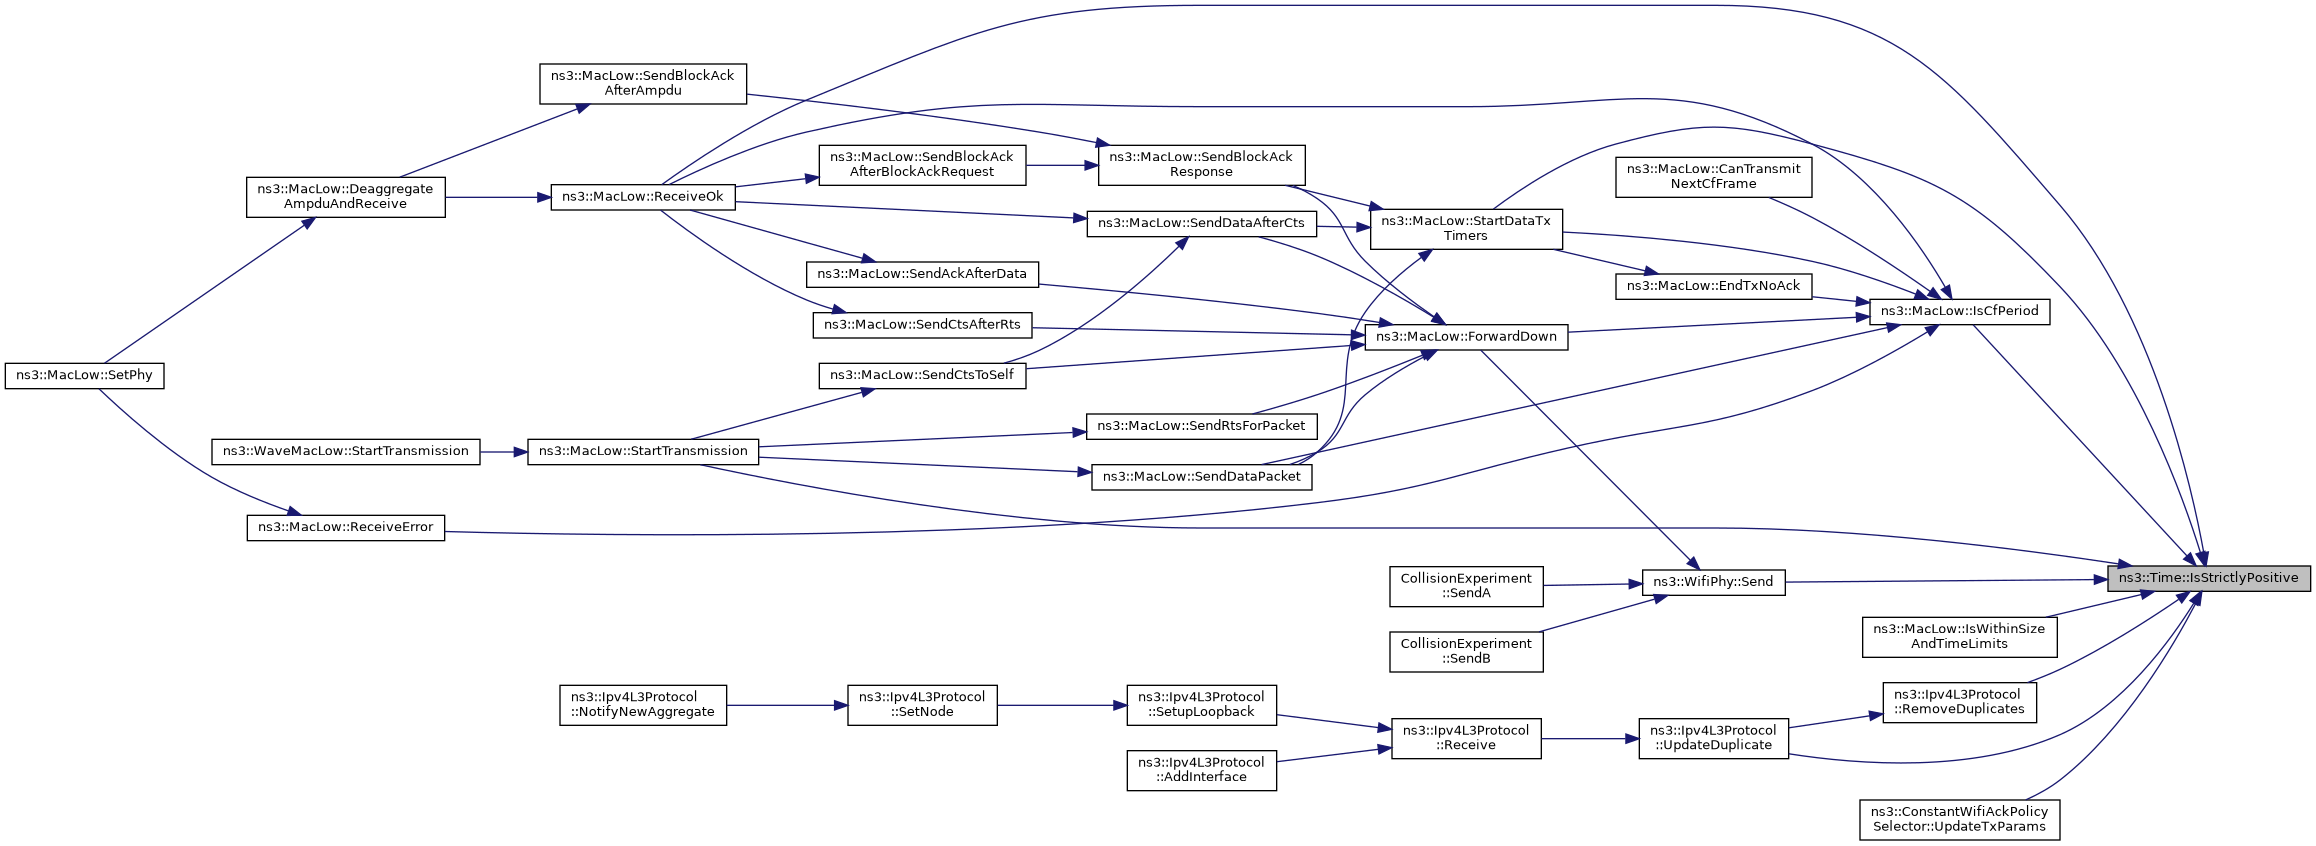 ns3::MacLow::SendBlockAck
AfterAmpdu
ns3::MacLow::SendBlockAck
AfterBlockAckRequest
ns3::MacLow::SendBlockAck
Response
ns3::MacLow::CanTransmit
NextCfFrame
ns3::MacLow::Deaggregate
AmpduAndReceive
ns3::MacLow::ReceiveOk
ns3::MacLow::SendDataAfterCts
ns3::MacLow::StartDataTx
Timers
ns3::MacLow::SendAckAfterData
ns3::MacLow::EndTxNoAck
ns3::MacLow::IsCfPeriod
ns3::MacLow::SendCtsAfterRts
ns3::MacLow::ForwardDown
ns3::MacLow::SetPhy
ns3::MacLow::SendCtsToSelf
ns3::MacLow::SendRtsForPacket
ns3::WaveMacLow::StartTransmission
ns3::MacLow::StartTransmission
ns3::MacLow::SendDataPacket
ns3::MacLow::ReceiveError
CollisionExperiment
::SendA
ns3::WifiPhy::Send
ns3::Time::IsStrictlyPositive
CollisionExperiment
::SendB
ns3::MacLow::IsWithinSize
AndTimeLimits
ns3::Ipv4L3Protocol
::NotifyNewAggregate
ns3::Ipv4L3Protocol
::SetNode
ns3::Ipv4L3Protocol
::SetupLoopback
ns3::Ipv4L3Protocol
::RemoveDuplicates
ns3::Ipv4L3Protocol
::Receive
ns3::Ipv4L3Protocol
::UpdateDuplicate
ns3::Ipv4L3Protocol
::AddInterface
ns3::ConstantWifiAckPolicy
Selector::UpdateTxParams